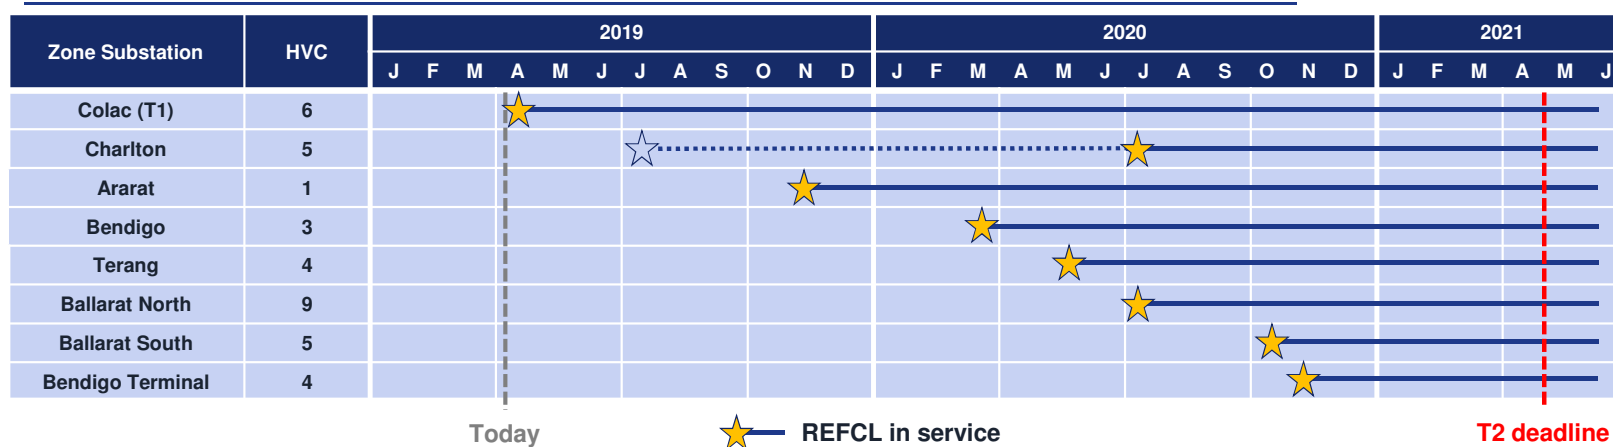 Zone Substation HVC 2019 2020 2021
J F M A M J J A S O N D J F M A M J J A S O N D J F M A M J
Colac (T1) 6
Charlton 5
Ararat 1
Bendigo 3
Terang 4
Ballarat North 9
Ballarat South 5
Bendigo Terminal 4
Today REFCL in service T2 deadline